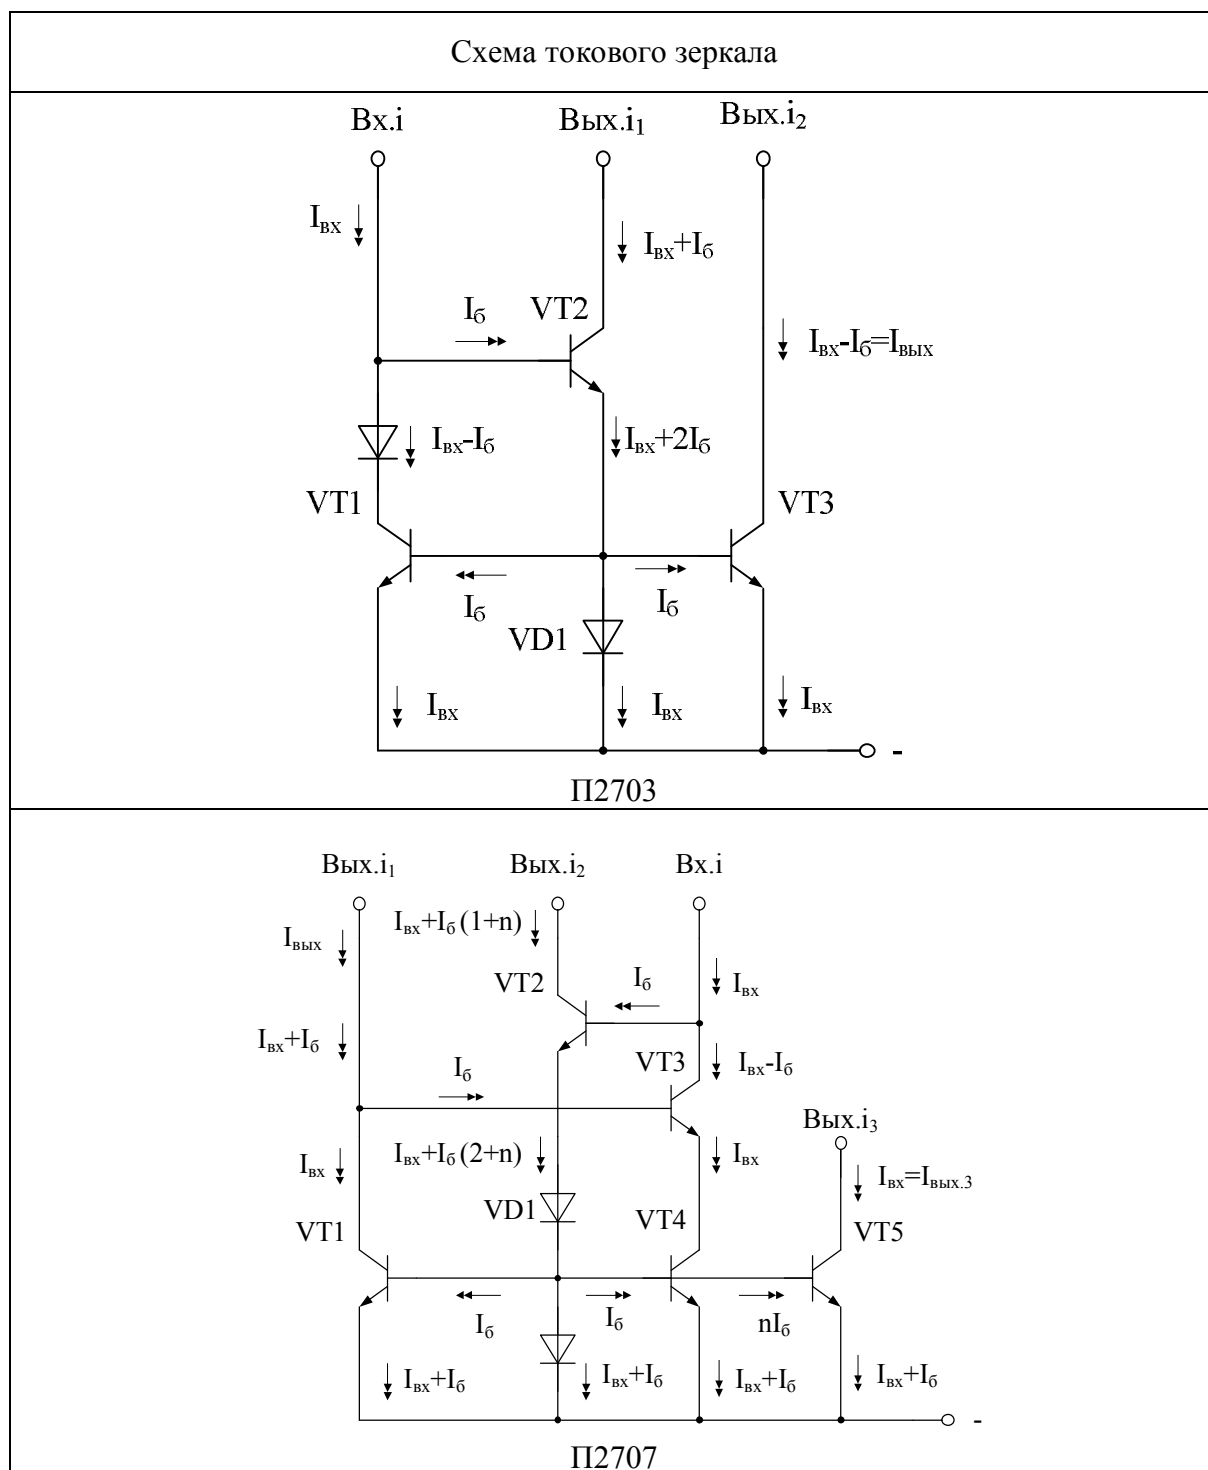 Схема токового зеркала
Вх.i Вых.i₁ Вых.i₂
Iвх Iвх+Iб
Iб VT2
Iвх-Iб=Iвых
Iвх-Iб Iвх+2Iб
VT1 VT3
Iб Iб
VD1
Iвх Iвх Iвх
-
П2703
Вых.i₁ Вых.i₂ Вх.i
Iвых Iвх+Iб (1+n)
VT2 Iб Iвх
Iвх+Iб Iб VT3 Iвх-Iб
Вых.i₃
Iвх Iвх+Iб (2+n) Iвх Iвх=Iвых.3
VT1 VD1 VT4 VT5
Iб Iб nIб
Iвх+Iб Iвх+Iб Iвх+Iб Iвх+Iб
-
П2707